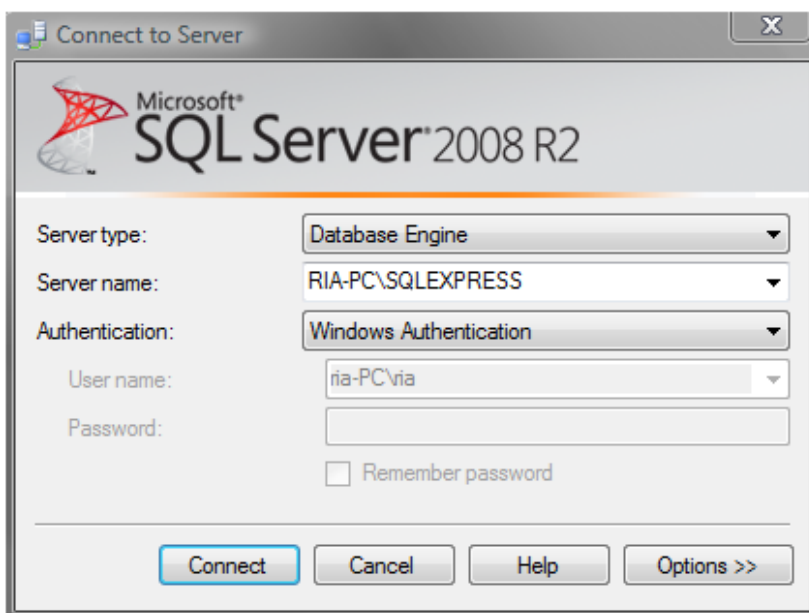 Connect to Server
Microsoft®
SQL Server® 2008 R2
Server type: Database Engine
Server name: RIA-PC\SQLEXPRESS
Authentication: Windows Authentication
User name: ria-PC\ria
Password:
Remember password
Connect Cancel Help Options >>